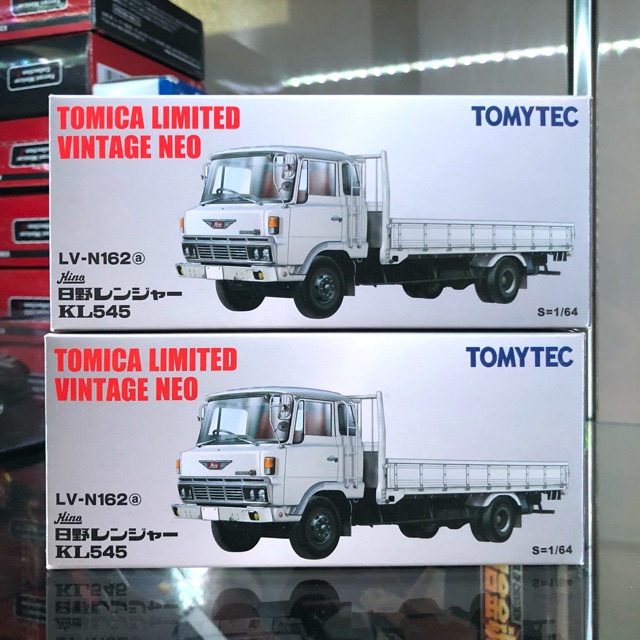 TOMICA LIMITED
VINTAGE NEO
TOMYTEC
LV-N162ⓐ
Hino
日野レンジャー
KL545
S=1/64
TOMICA LIMITED
VINTAGE NEO
TOMYTEC
LV-N162ⓐ
Hino
日野レンジャー
KL545
S=1/64